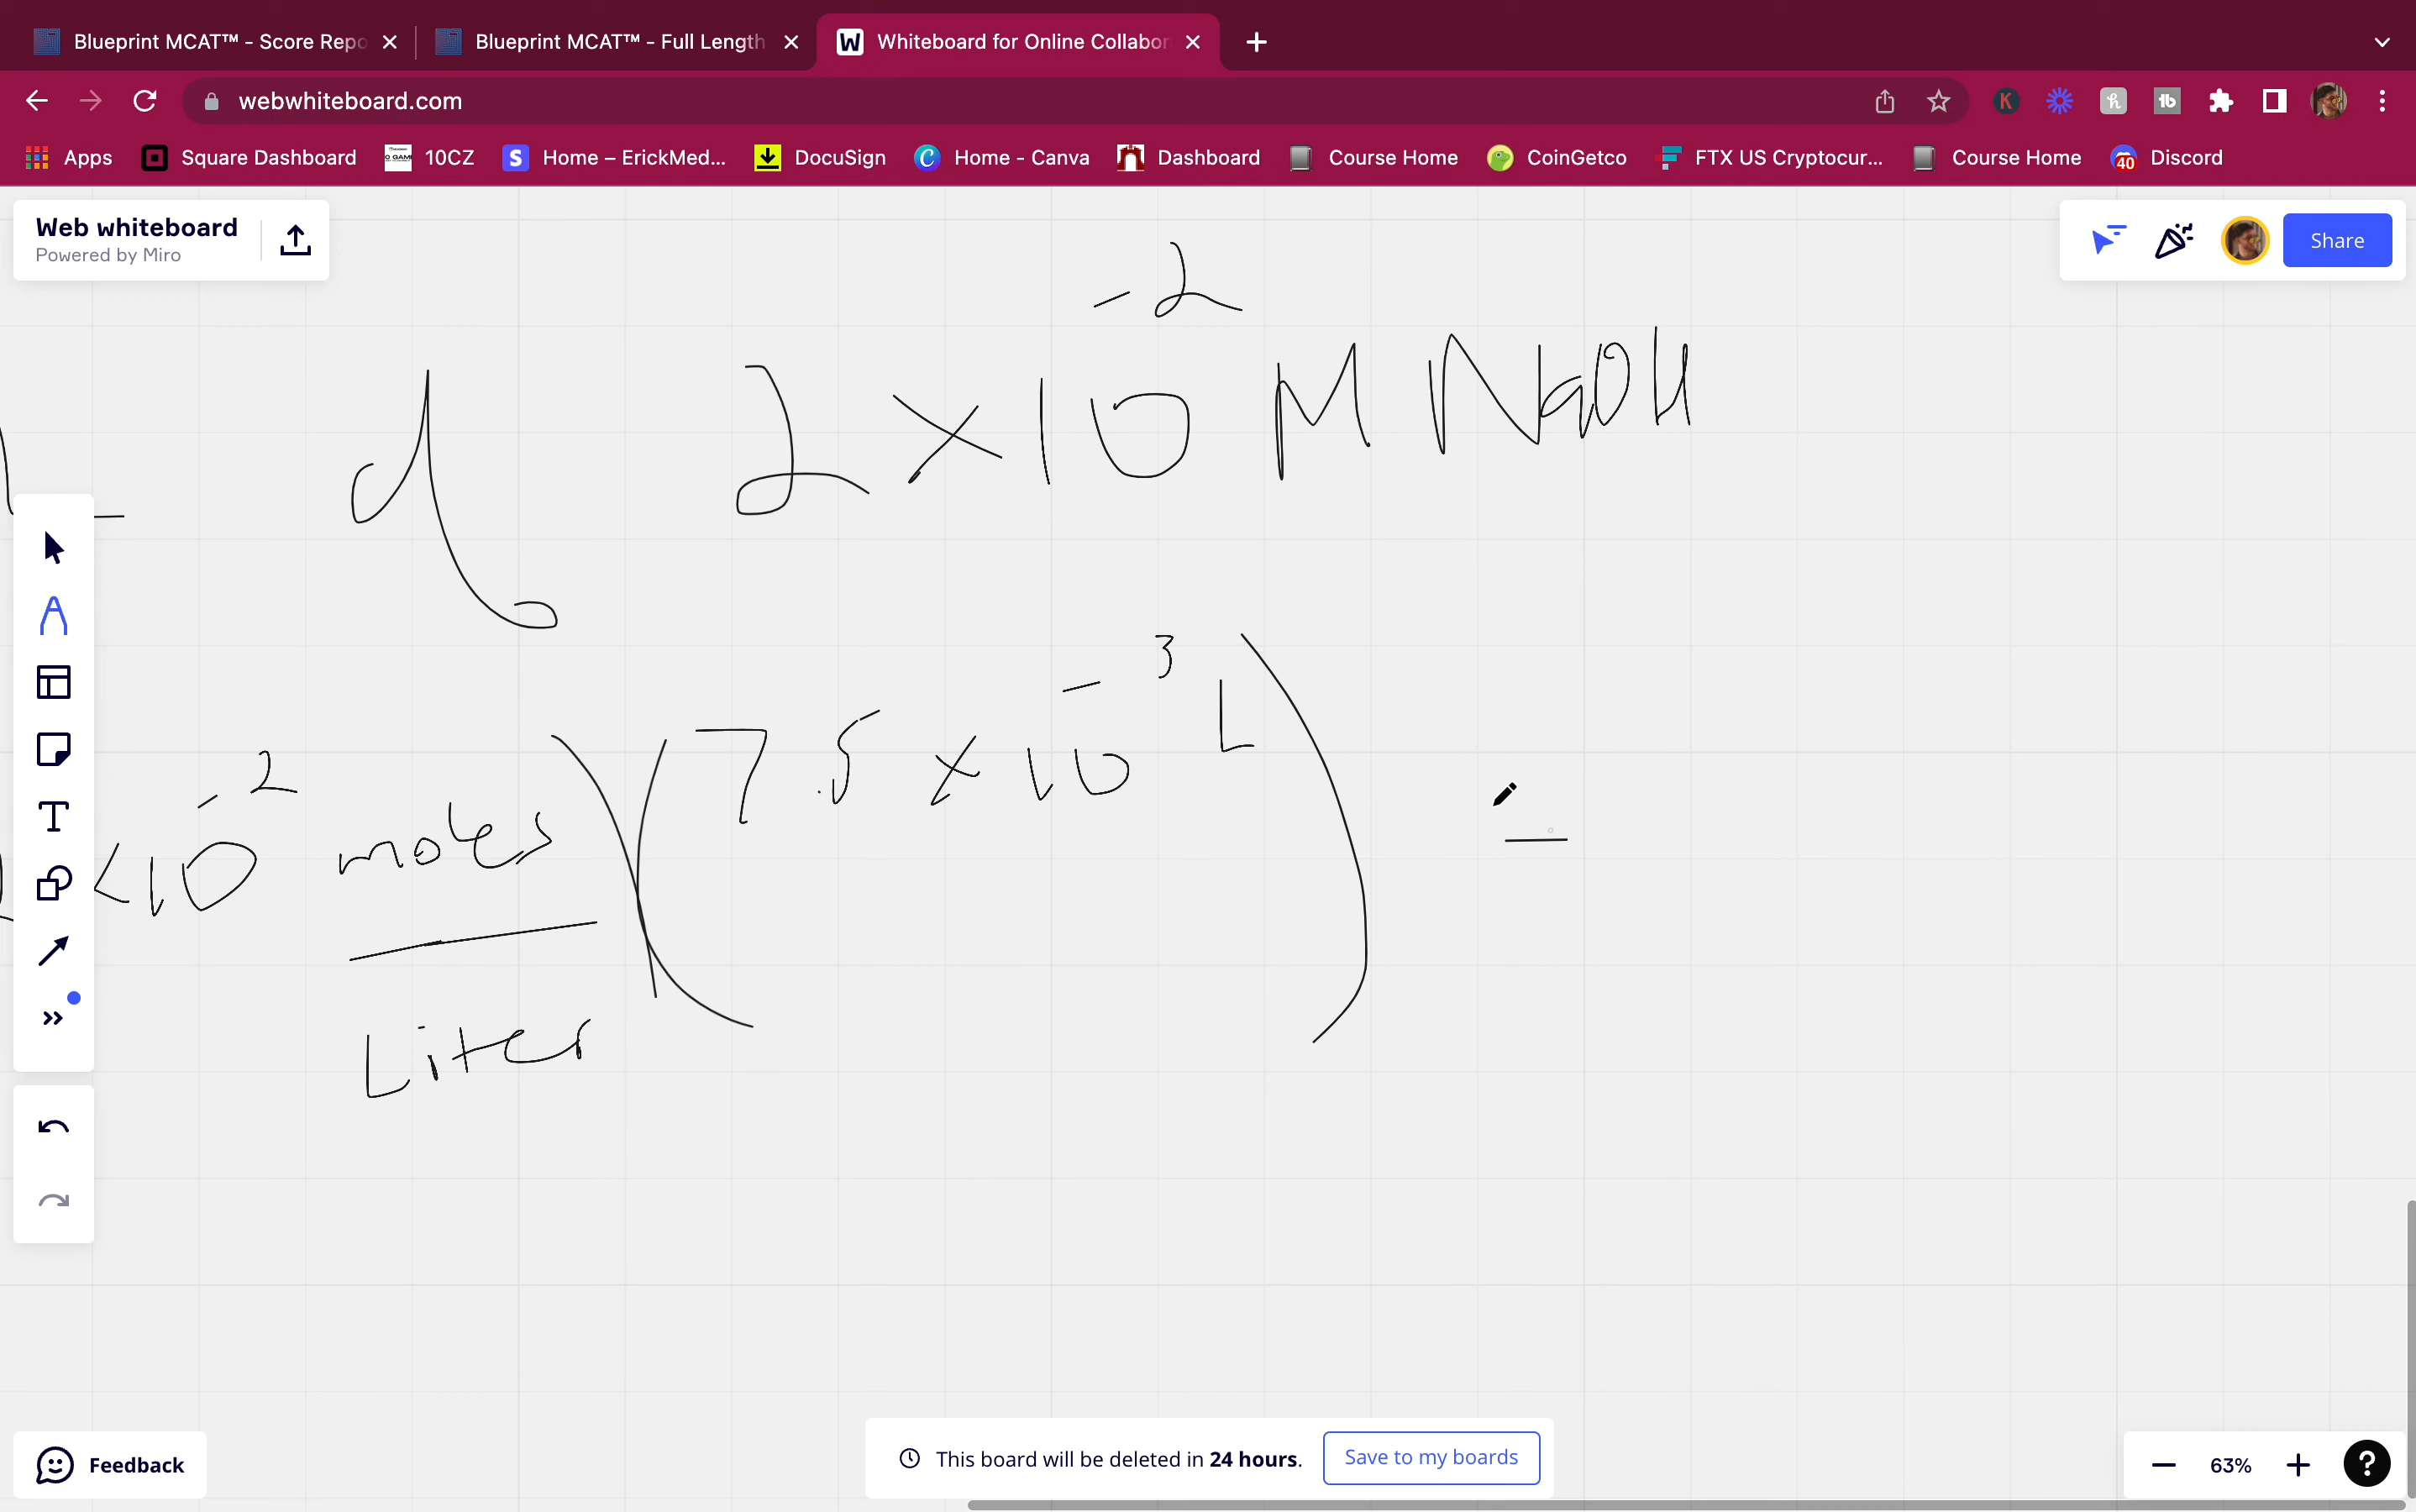 Blueprint MCAT™ - Score Repo
Blueprint MCAT™ - Full Length
W Whiteboard for Online Collabor
webwhiteboard.com
Apps
Square Dashboard
10CZ
Home – ErickMed...
DocuSign
Home - Canva
Dashboard
Course Home
CoinGetco
FTX US Cryptocur...
Course Home
40 Discord
Web whiteboard
Powered by Miro
Share
-2
2 × 10 M NaOH
-3
7.5 × 10 L
-2
×10 moles
Liter
Feedback
This board will be deleted in 24 hours.
Save to my boards
63%